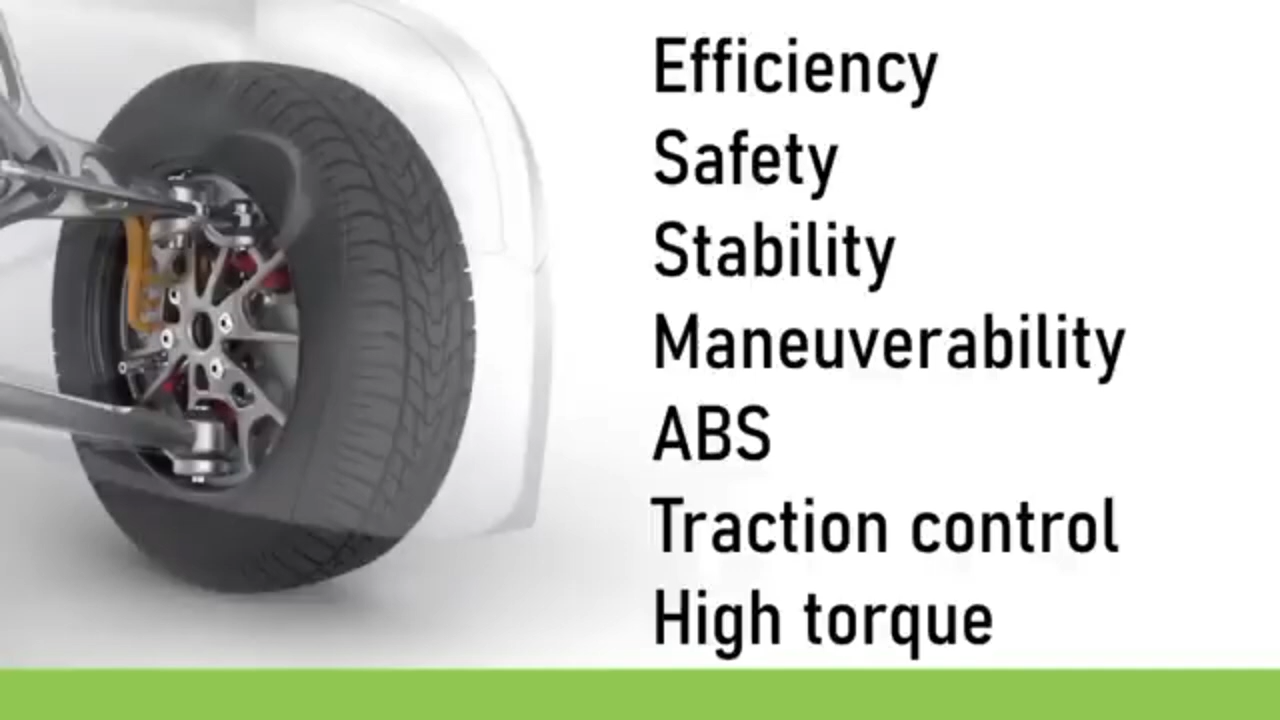 Efficiency
Safety
Stability
Maneuverability
ABS
Traction control
High torque